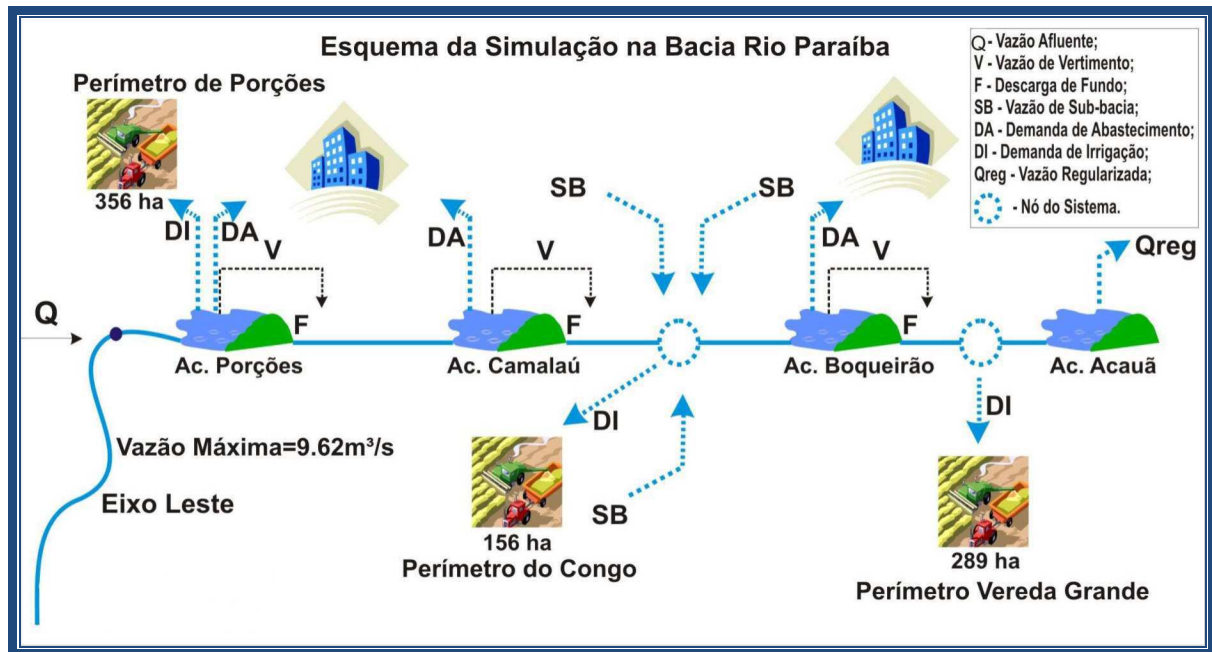 Esquema da Simulação na Bacia Rio Paraíba
Q - Vazão Afluente;
V - Vazão de Vertimento;
F - Descarga de Fundo;
SB - Vazão de Sub-bacia;
DA - Demanda de Abastecimento;
DI - Demanda de Irrigação;
Qreg - Vazão Regularizada;
- Nó do Sistema.
Perímetro de Porções
356 ha
DI
DA
V
DA
V
SB
SB
DA
V
Qreg
Q
F
F
F
Ac. Porções
Ac. Camalaú
Ac. Boqueirão
Ac. Acauã
DI
DI
Vazão Máxima=9.62m³/s
Eixo Leste
SB
156 ha
Perímetro do Congo
289 ha
Perímetro Vereda Grande